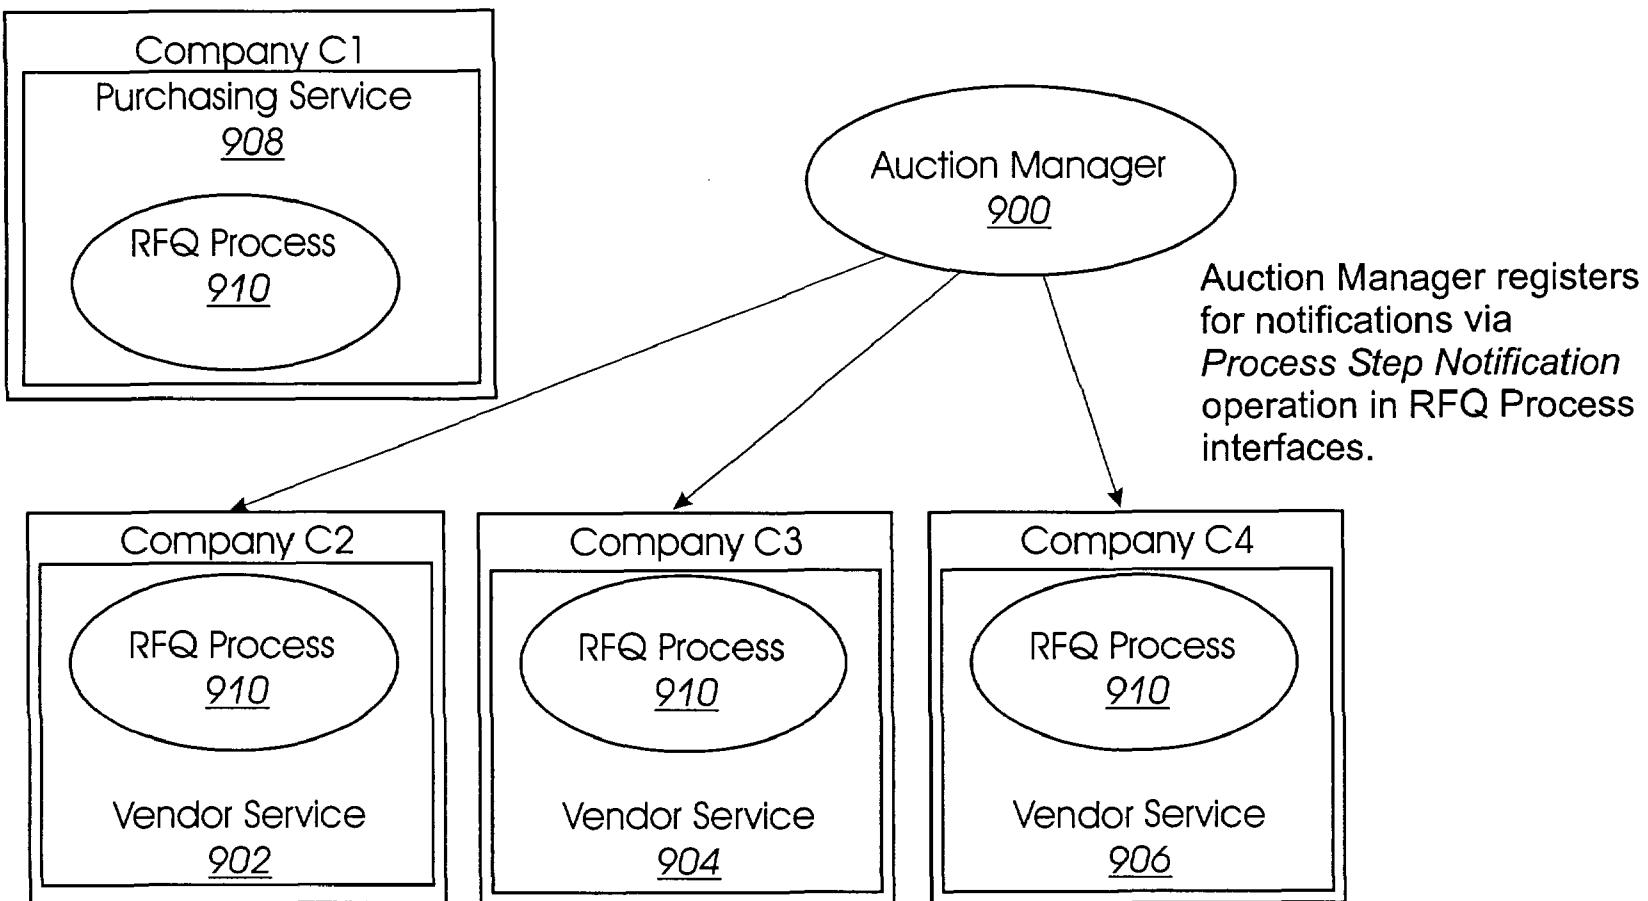 Company C1
Purchasing Service
908
RFQ Process
910
Auction Manager
900
Auction Manager registers
for notifications via
Process Step Notification
operation in RFQ Process
interfaces.
Company C2
RFQ Process
910
Vendor Service
902
Company C3
RFQ Process
910
Vendor Service
904
Company C4
RFQ Process
910
Vendor Service
906